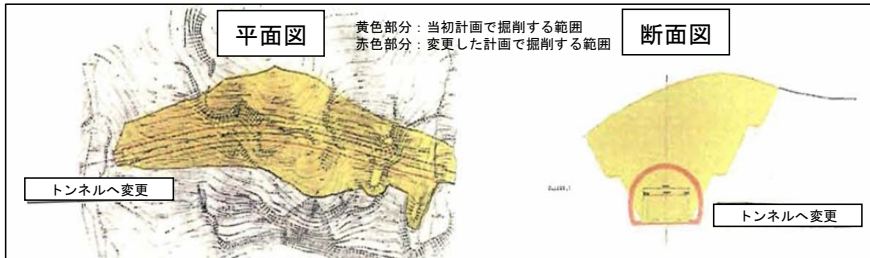 平面図
黄色部分：当初計画で掘削する範囲
赤色部分：変更した計画で掘削する範囲
断面図
トンネルへ変更
トンネルへ変更